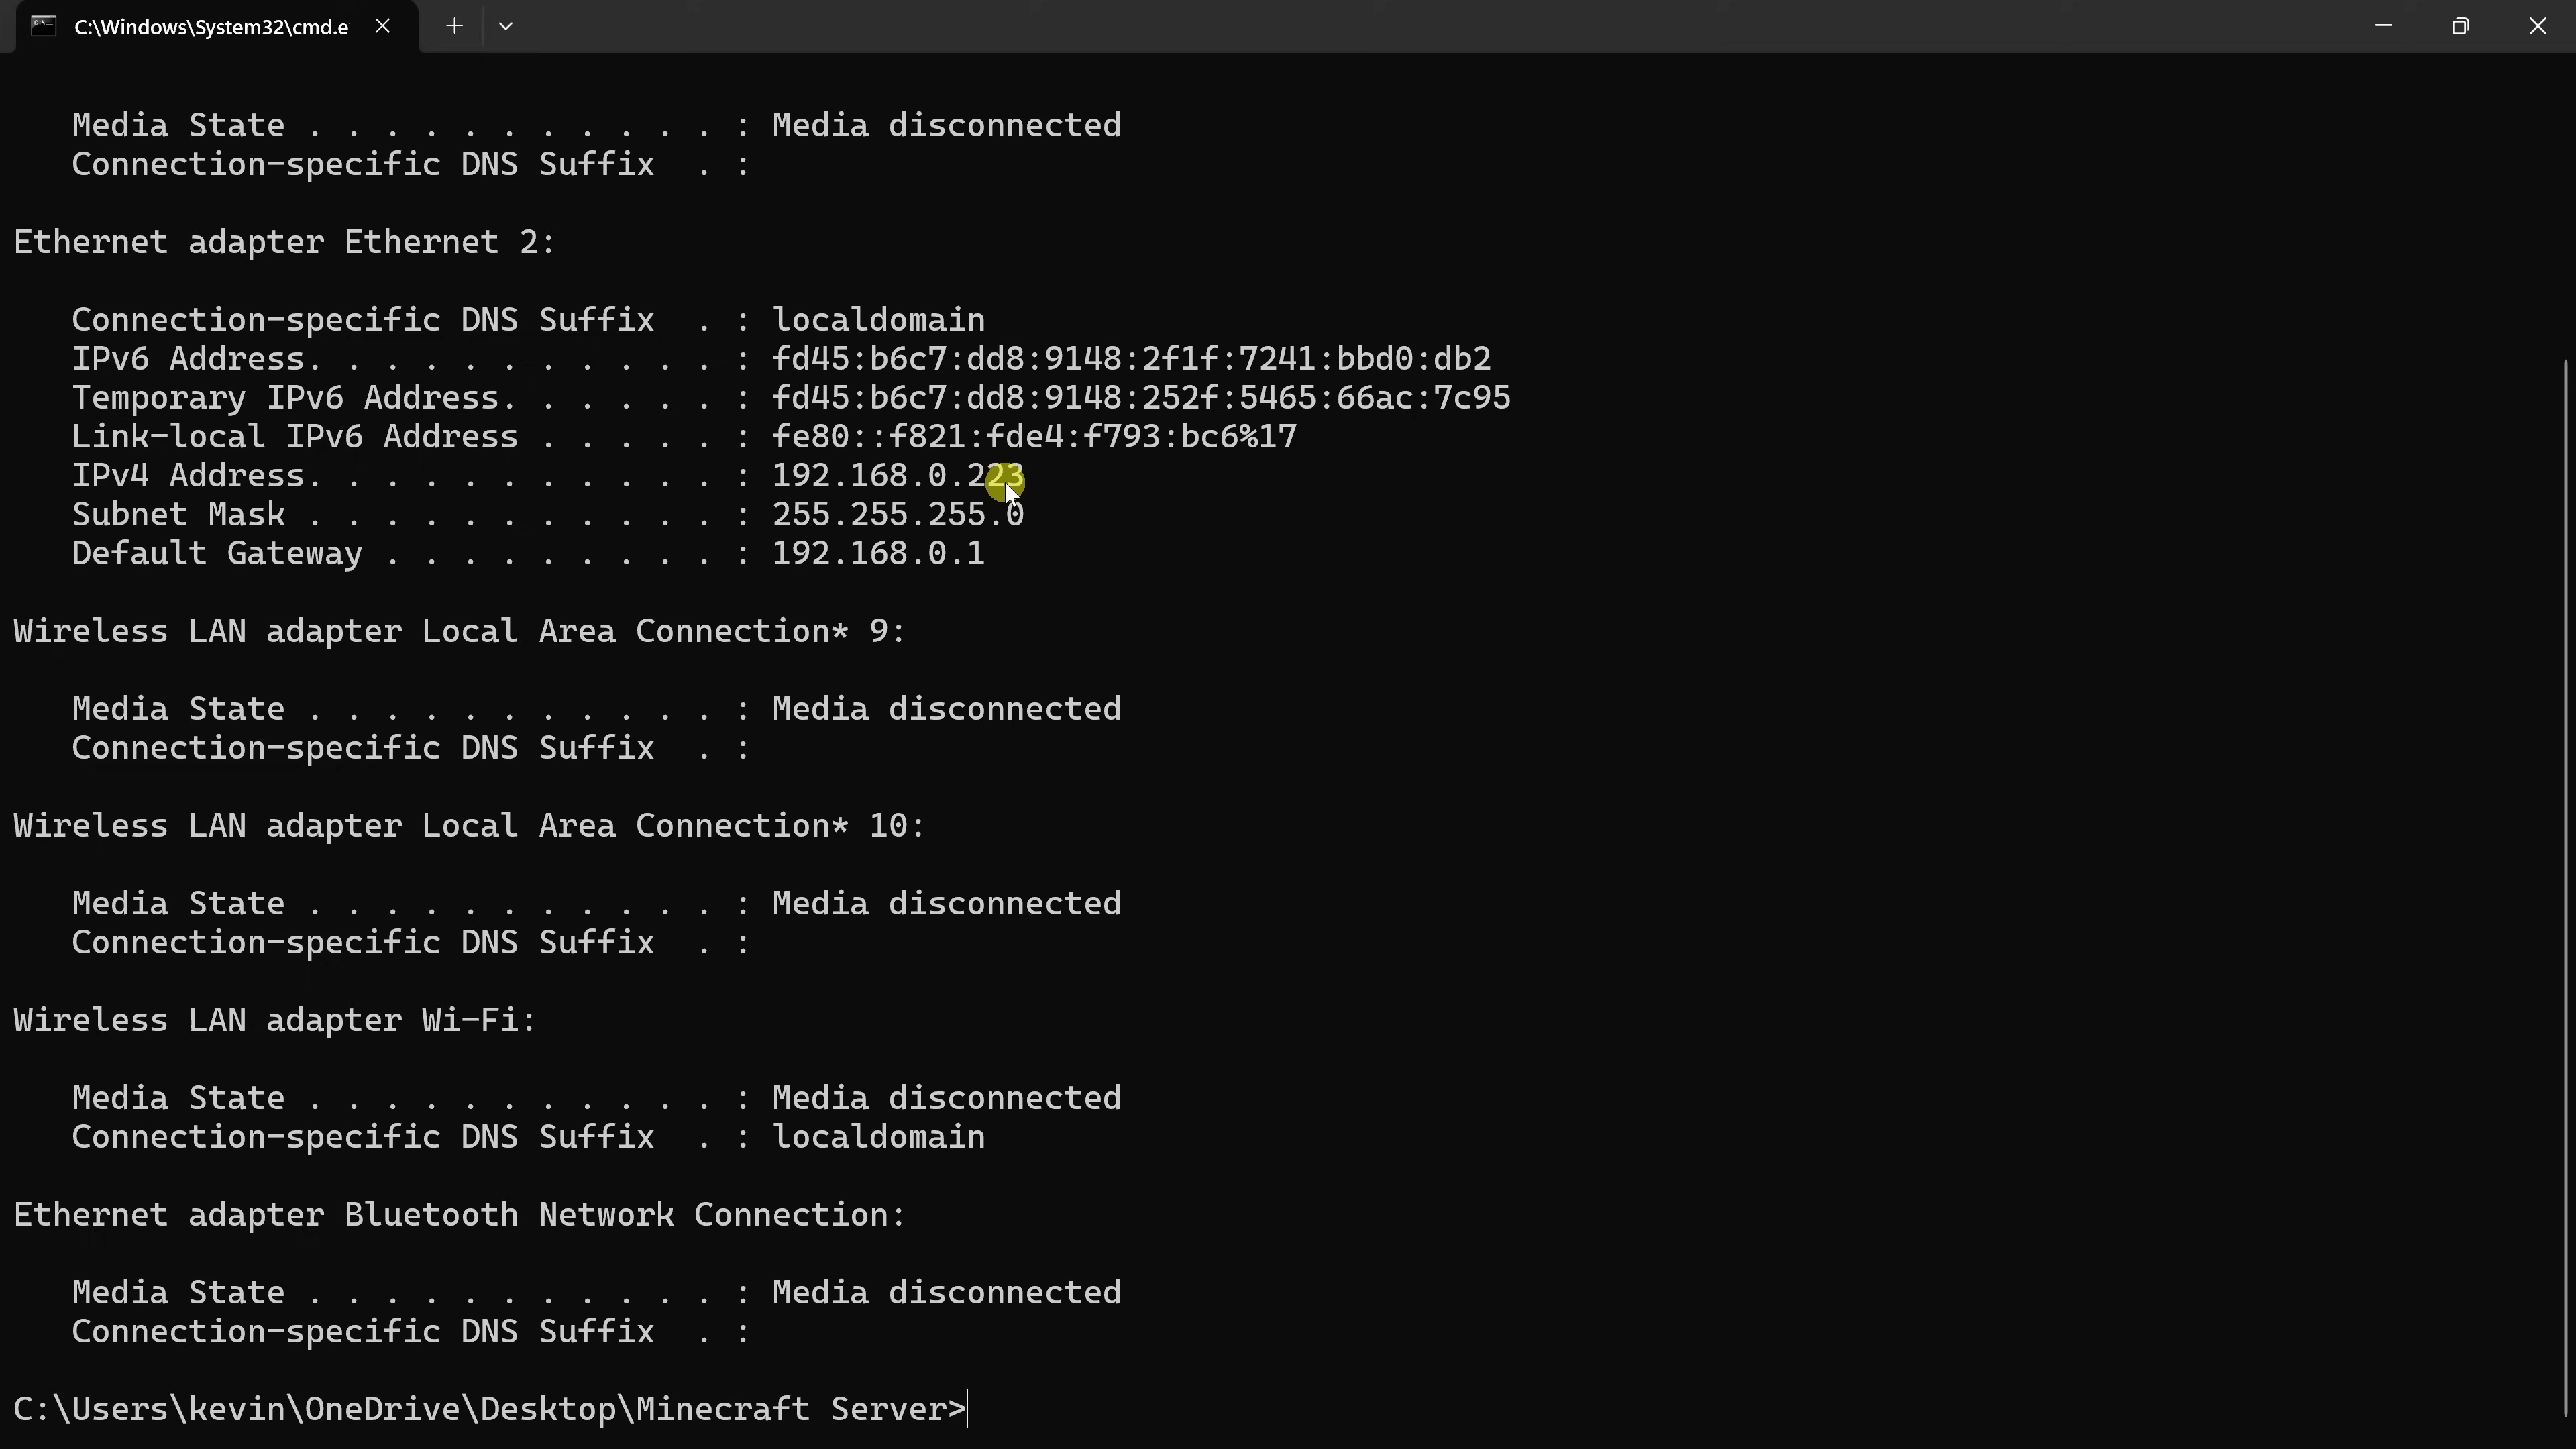 C:\Windows\System32\cmd.e
Media State . . . . . . . . . . . : Media disconnected
Connection-specific DNS Suffix  . :
Ethernet adapter Ethernet 2:
Connection-specific DNS Suffix  . : localdomain
IPv6 Address. . . . . . . . . . . : fd45:b6c7:dd8:9148:2f1f:7241:bbd0:db2
Temporary IPv6 Address. . . . . . : fd45:b6c7:dd8:9148:252f:5465:66ac:7c95
Link-local IPv6 Address . . . . . : fe80::f821:fde4:f793:bc6%17
IPv4 Address. . . . . . . . . . . : 192.168.0.223
Subnet Mask . . . . . . . . . . . : 255.255.255.0
Default Gateway . . . . . . . . . : 192.168.0.1
Wireless LAN adapter Local Area Connection* 9:
Media State . . . . . . . . . . . : Media disconnected
Connection-specific DNS Suffix  . :
Wireless LAN adapter Local Area Connection* 10:
Media State . . . . . . . . . . . : Media disconnected
Connection-specific DNS Suffix  . :
Wireless LAN adapter Wi-Fi:
Media State . . . . . . . . . . . : Media disconnected
Connection-specific DNS Suffix  . : localdomain
Ethernet adapter Bluetooth Network Connection:
Media State . . . . . . . . . . . : Media disconnected
Connection-specific DNS Suffix  . :
C:\Users\kevin\OneDrive\Desktop\Minecraft Server>